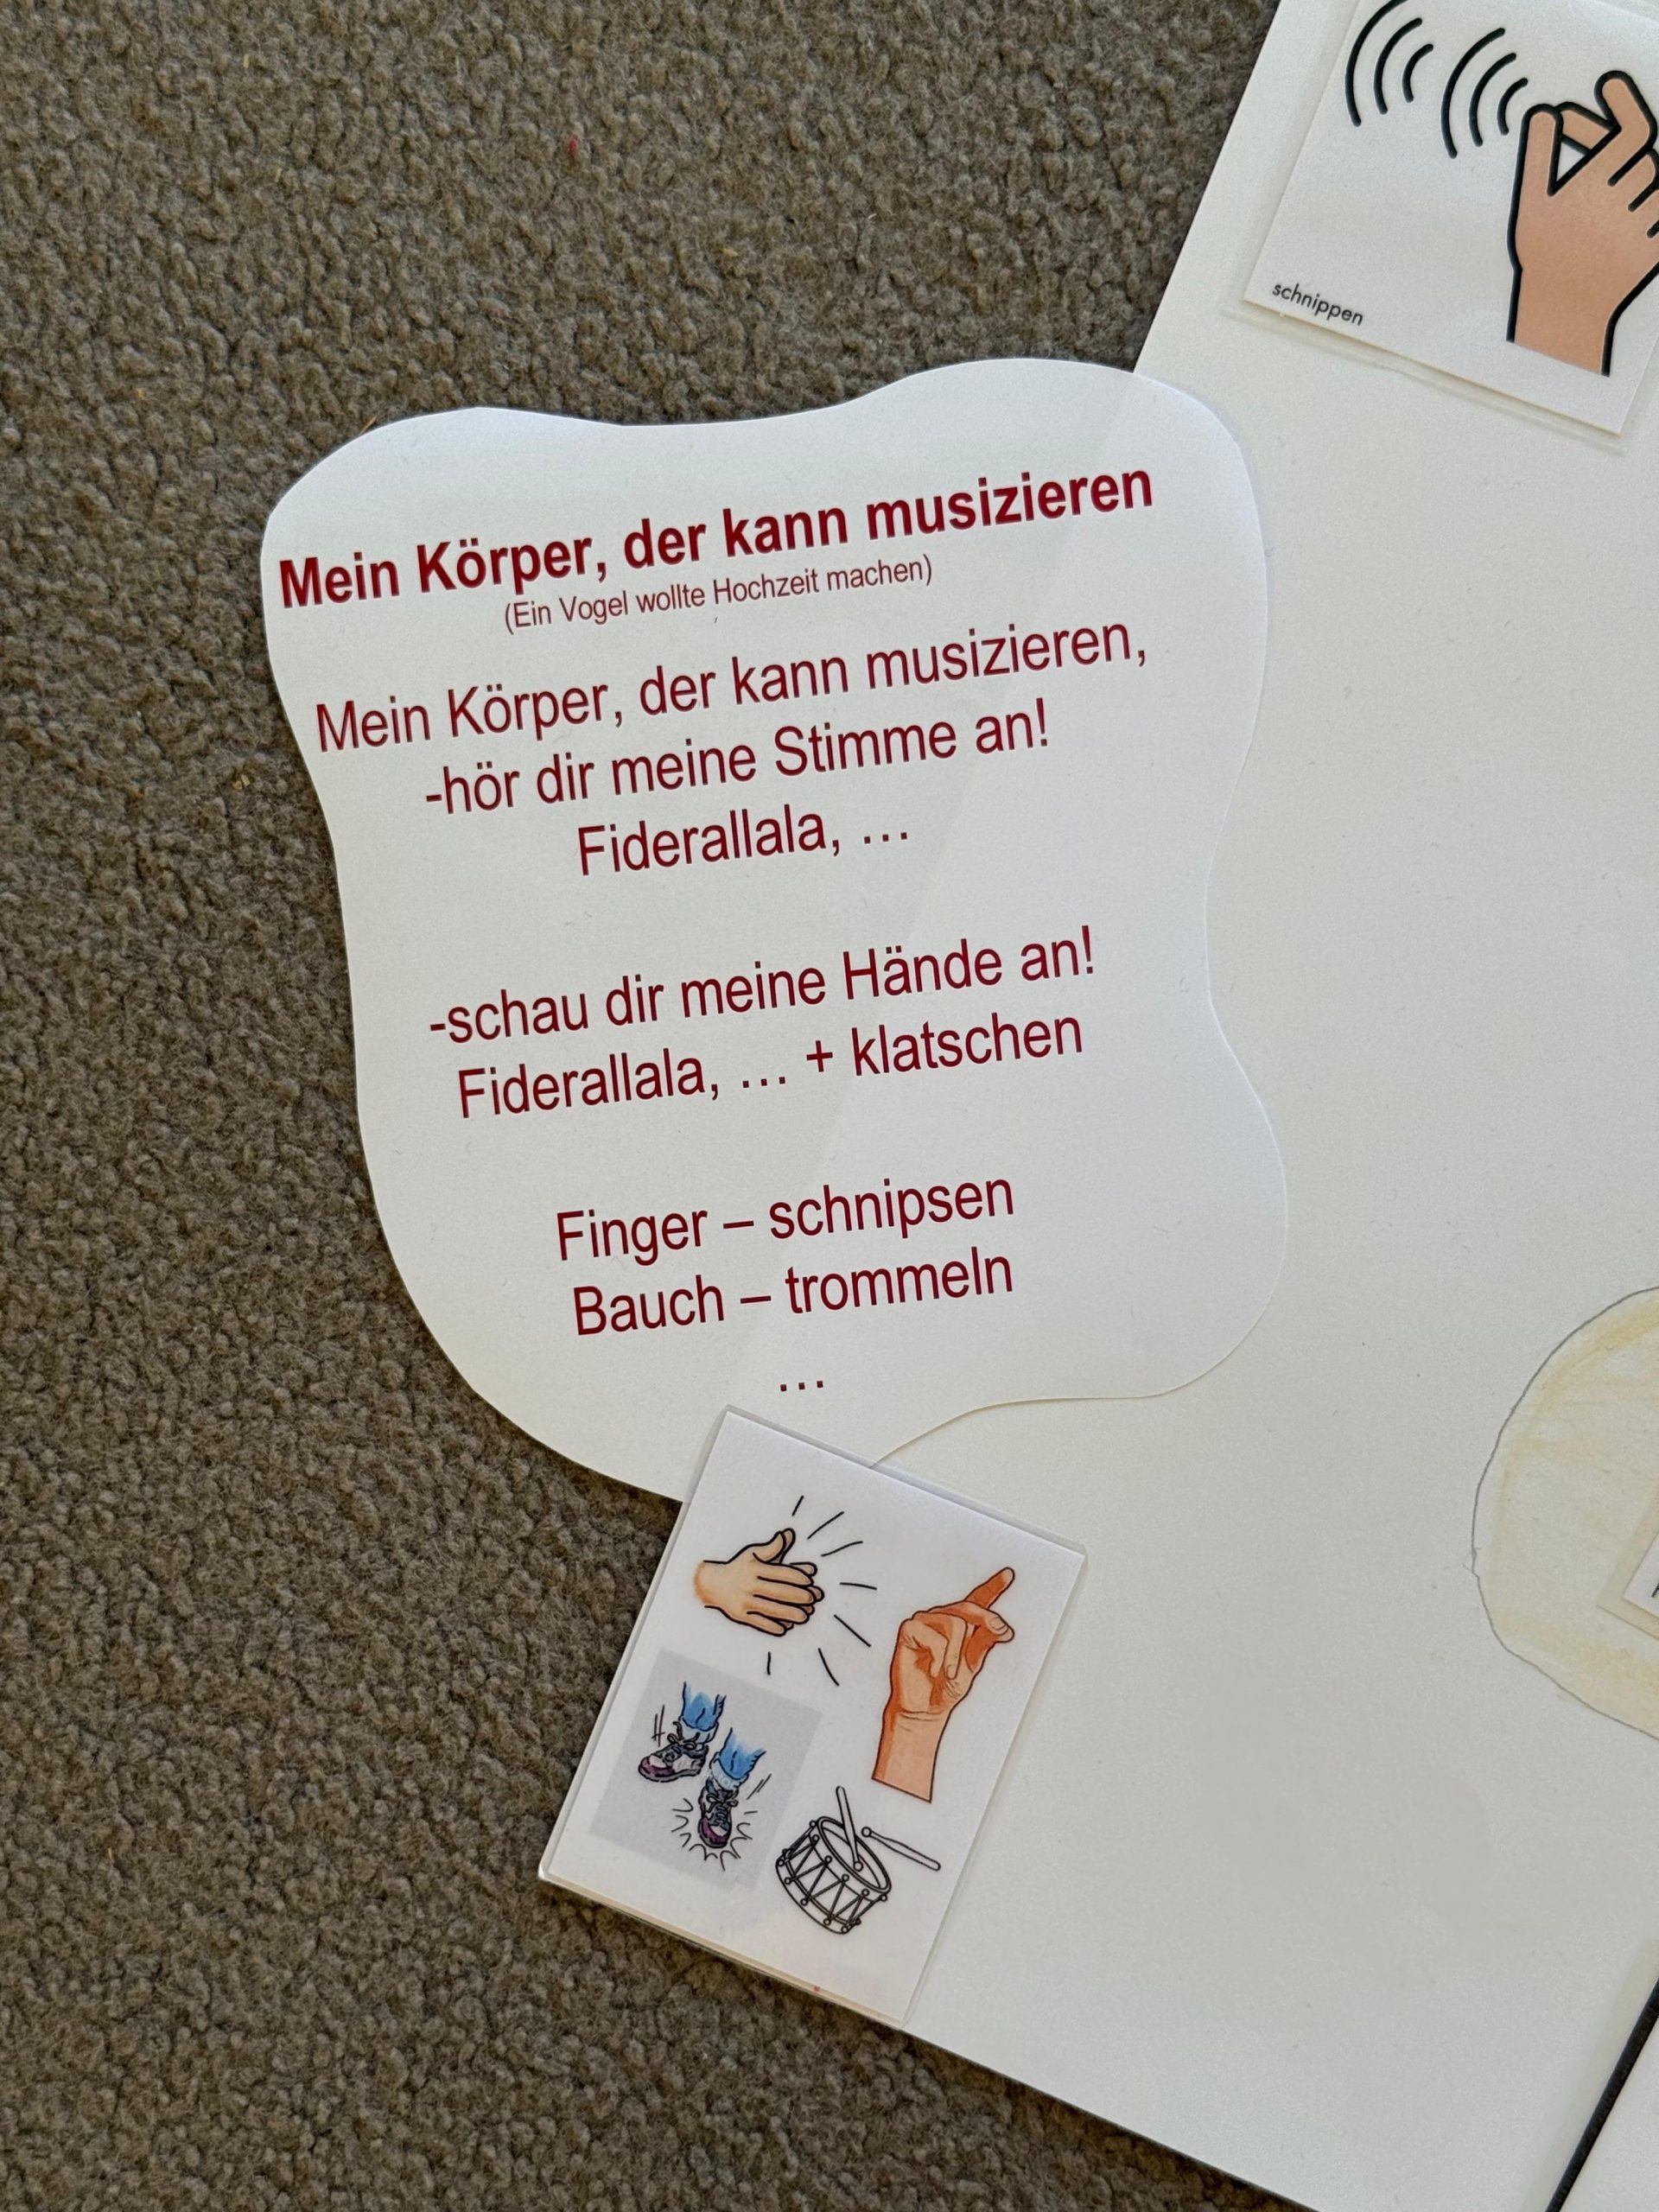 schnippen
Mein Körper, der kann musizieren
(Ein Vogel wollte Hochzeit machen)
Mein Körper, der kann musizieren,
-hör dir meine Stimme an!
Fiderallala, …
-schau dir meine Hände an!
Fiderallala, … + klatschen
Finger – schnipsen
Bauch – trommeln
…